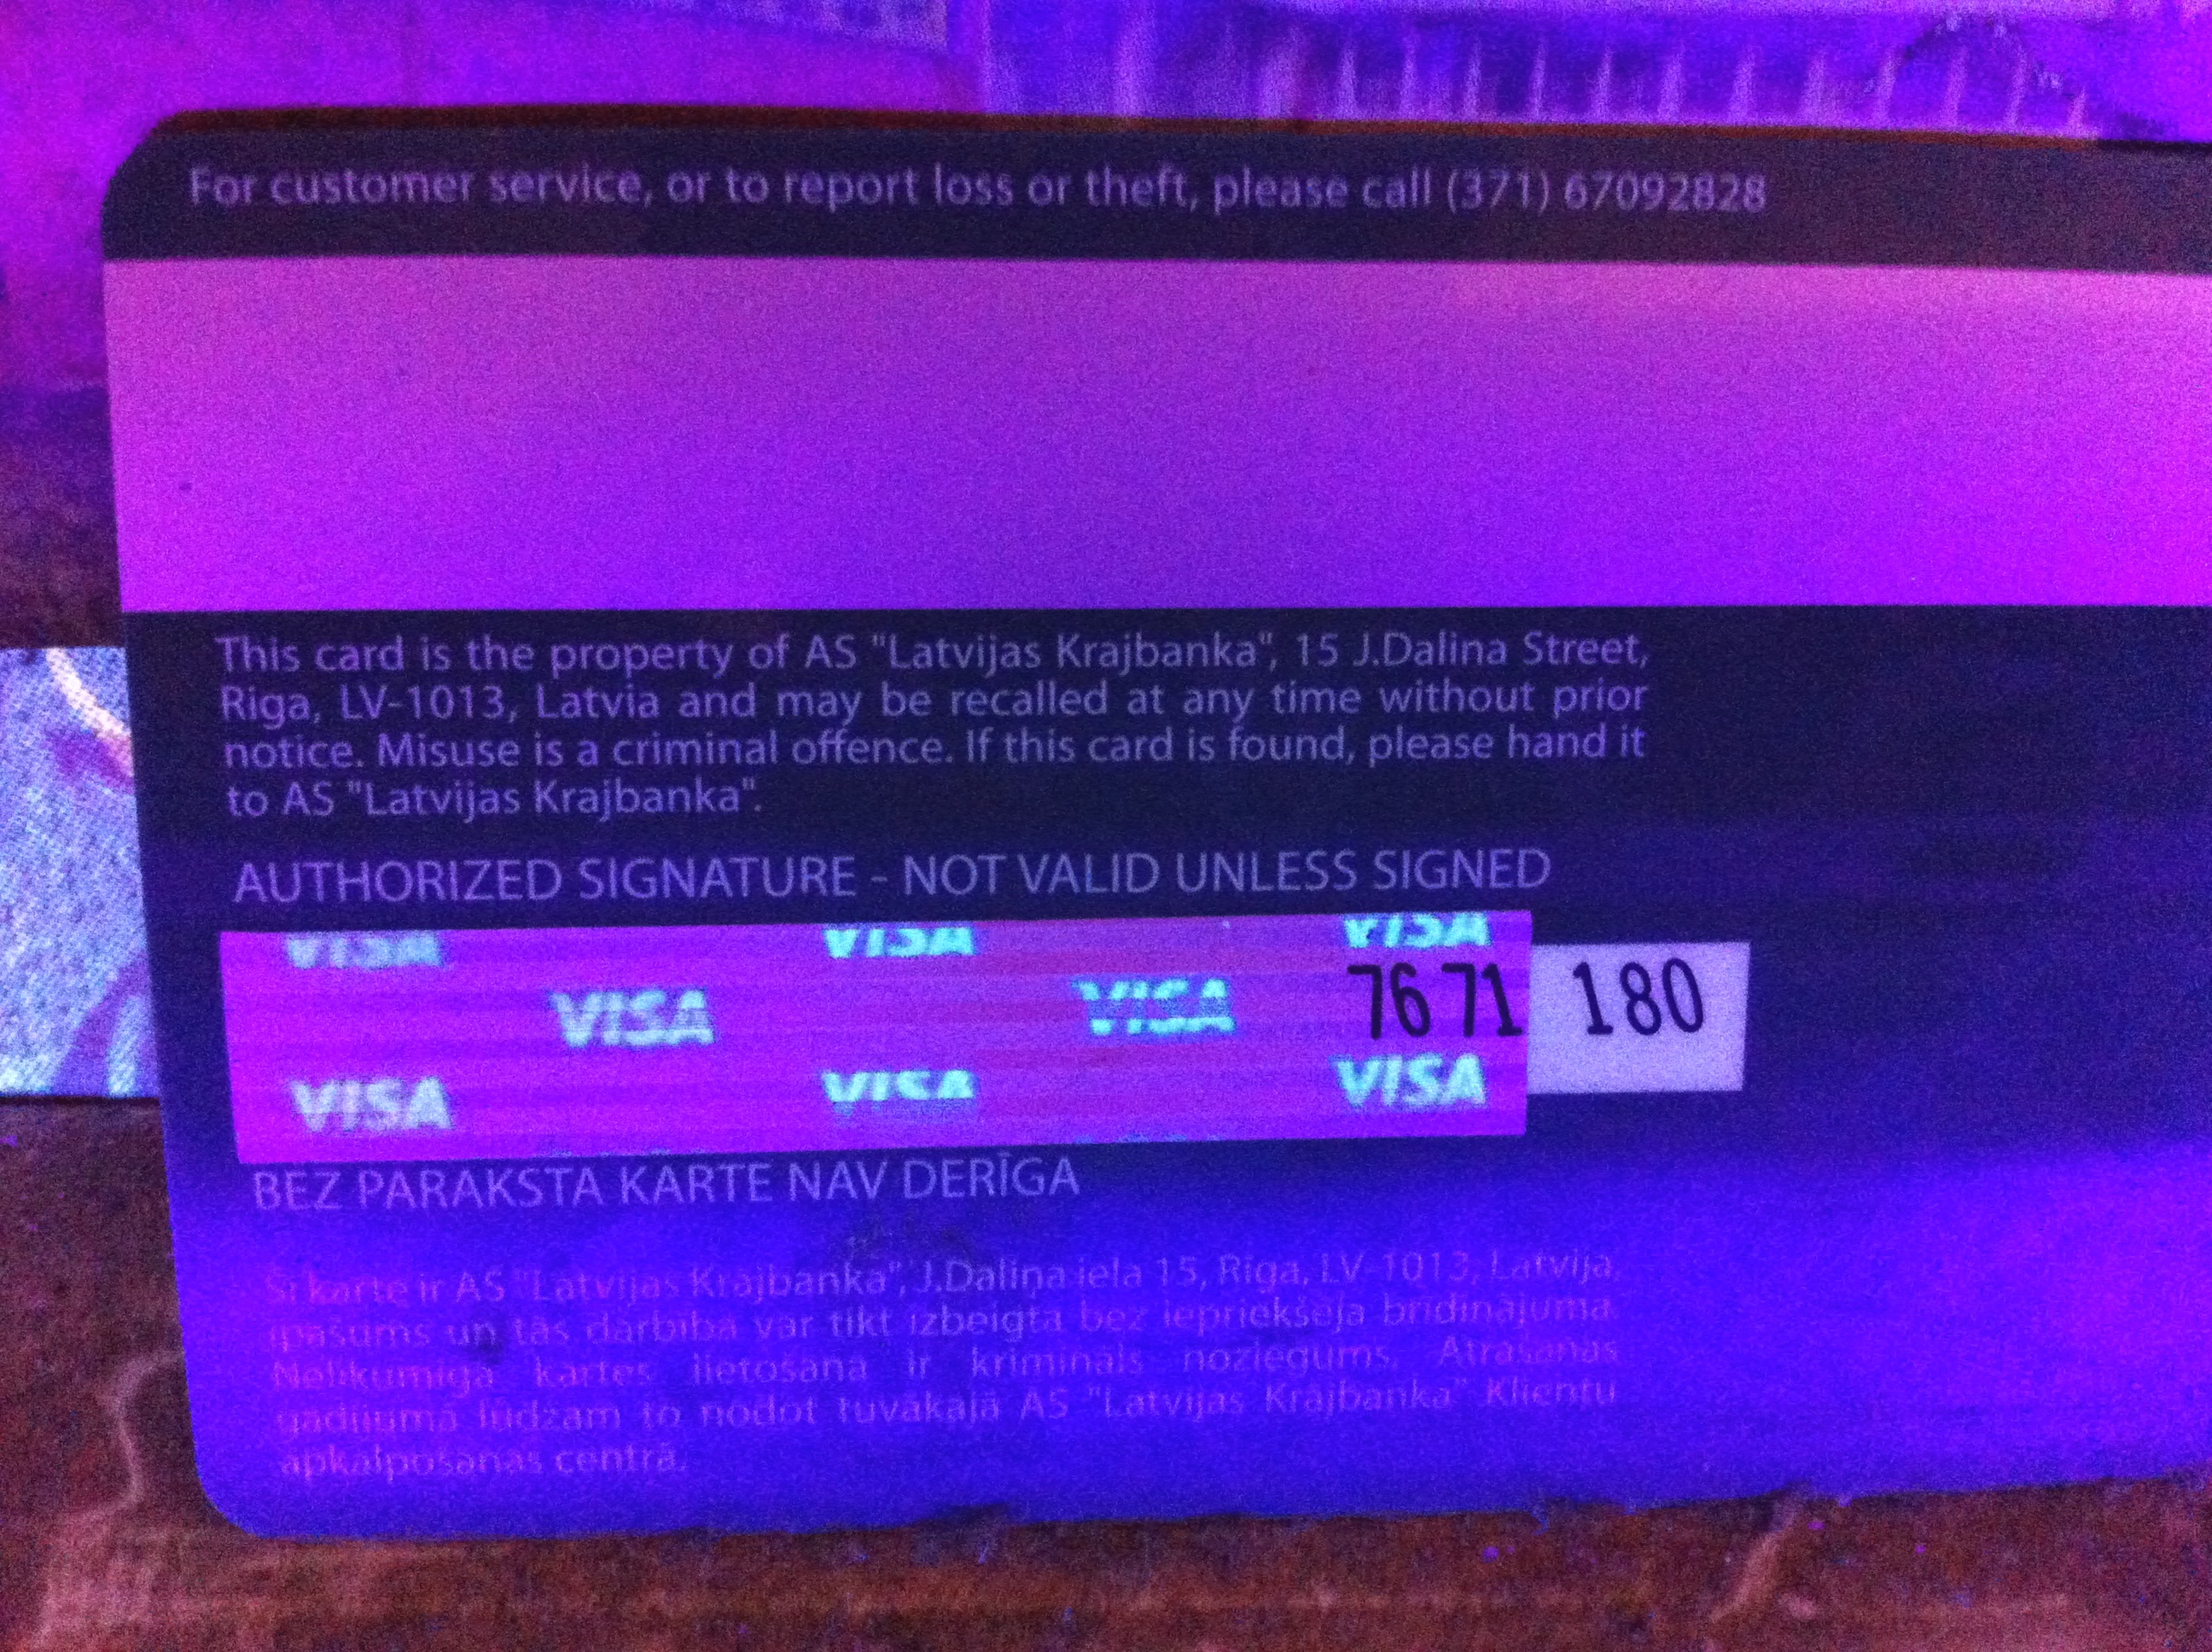 For customer service, or to report loss or theft, please call (371) 67092828
This card is the property of AS "Latvijas Krajbanka", 15 J.Dalina Street,
Riga, LV-1013, Latvia and may be recalled at any time without prior
notice. Misuse is a criminal offence. If this card is found, please hand it
to AS "Latvijas Krajbanka".
AUTHORIZED SIGNATURE - NOT VALID UNLESS SIGNED
VISA VISA VISA
VISA VISA 7671 180
VISA VISA VISA
BEZ PARAKSTA KARTE NAV DERĪGA
Šī karte ir AS "Latvijas Krājbanka", J.Daliņa iela 15, Rīga, LV-1013, Latvija,
īpašums un tās darbība var tikt izbeigta bez iepriekšēja brīdinājuma.
Nelikumīga kartes lietošana ir krimināls noziegums. Atrašanas
gadījumā lūdzam to nodot tuvākajā AS "Latvijas Krājbanka" Klientu
apkalpošanas centrā.